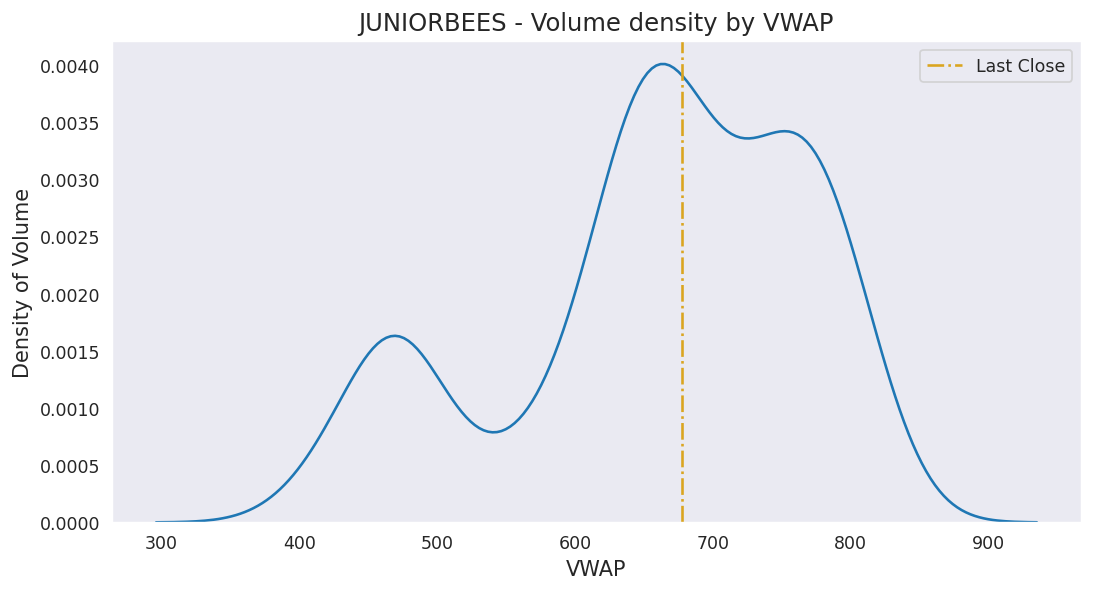 JUNIORBEES - Volume density by VWAP
Last Close
Density of Volume
0.0040
0.0035
0.0030
0.0025
0.0020
0.0015
0.0010
0.0005
0.0000
300 400 500 600 700 800 900
VWAP